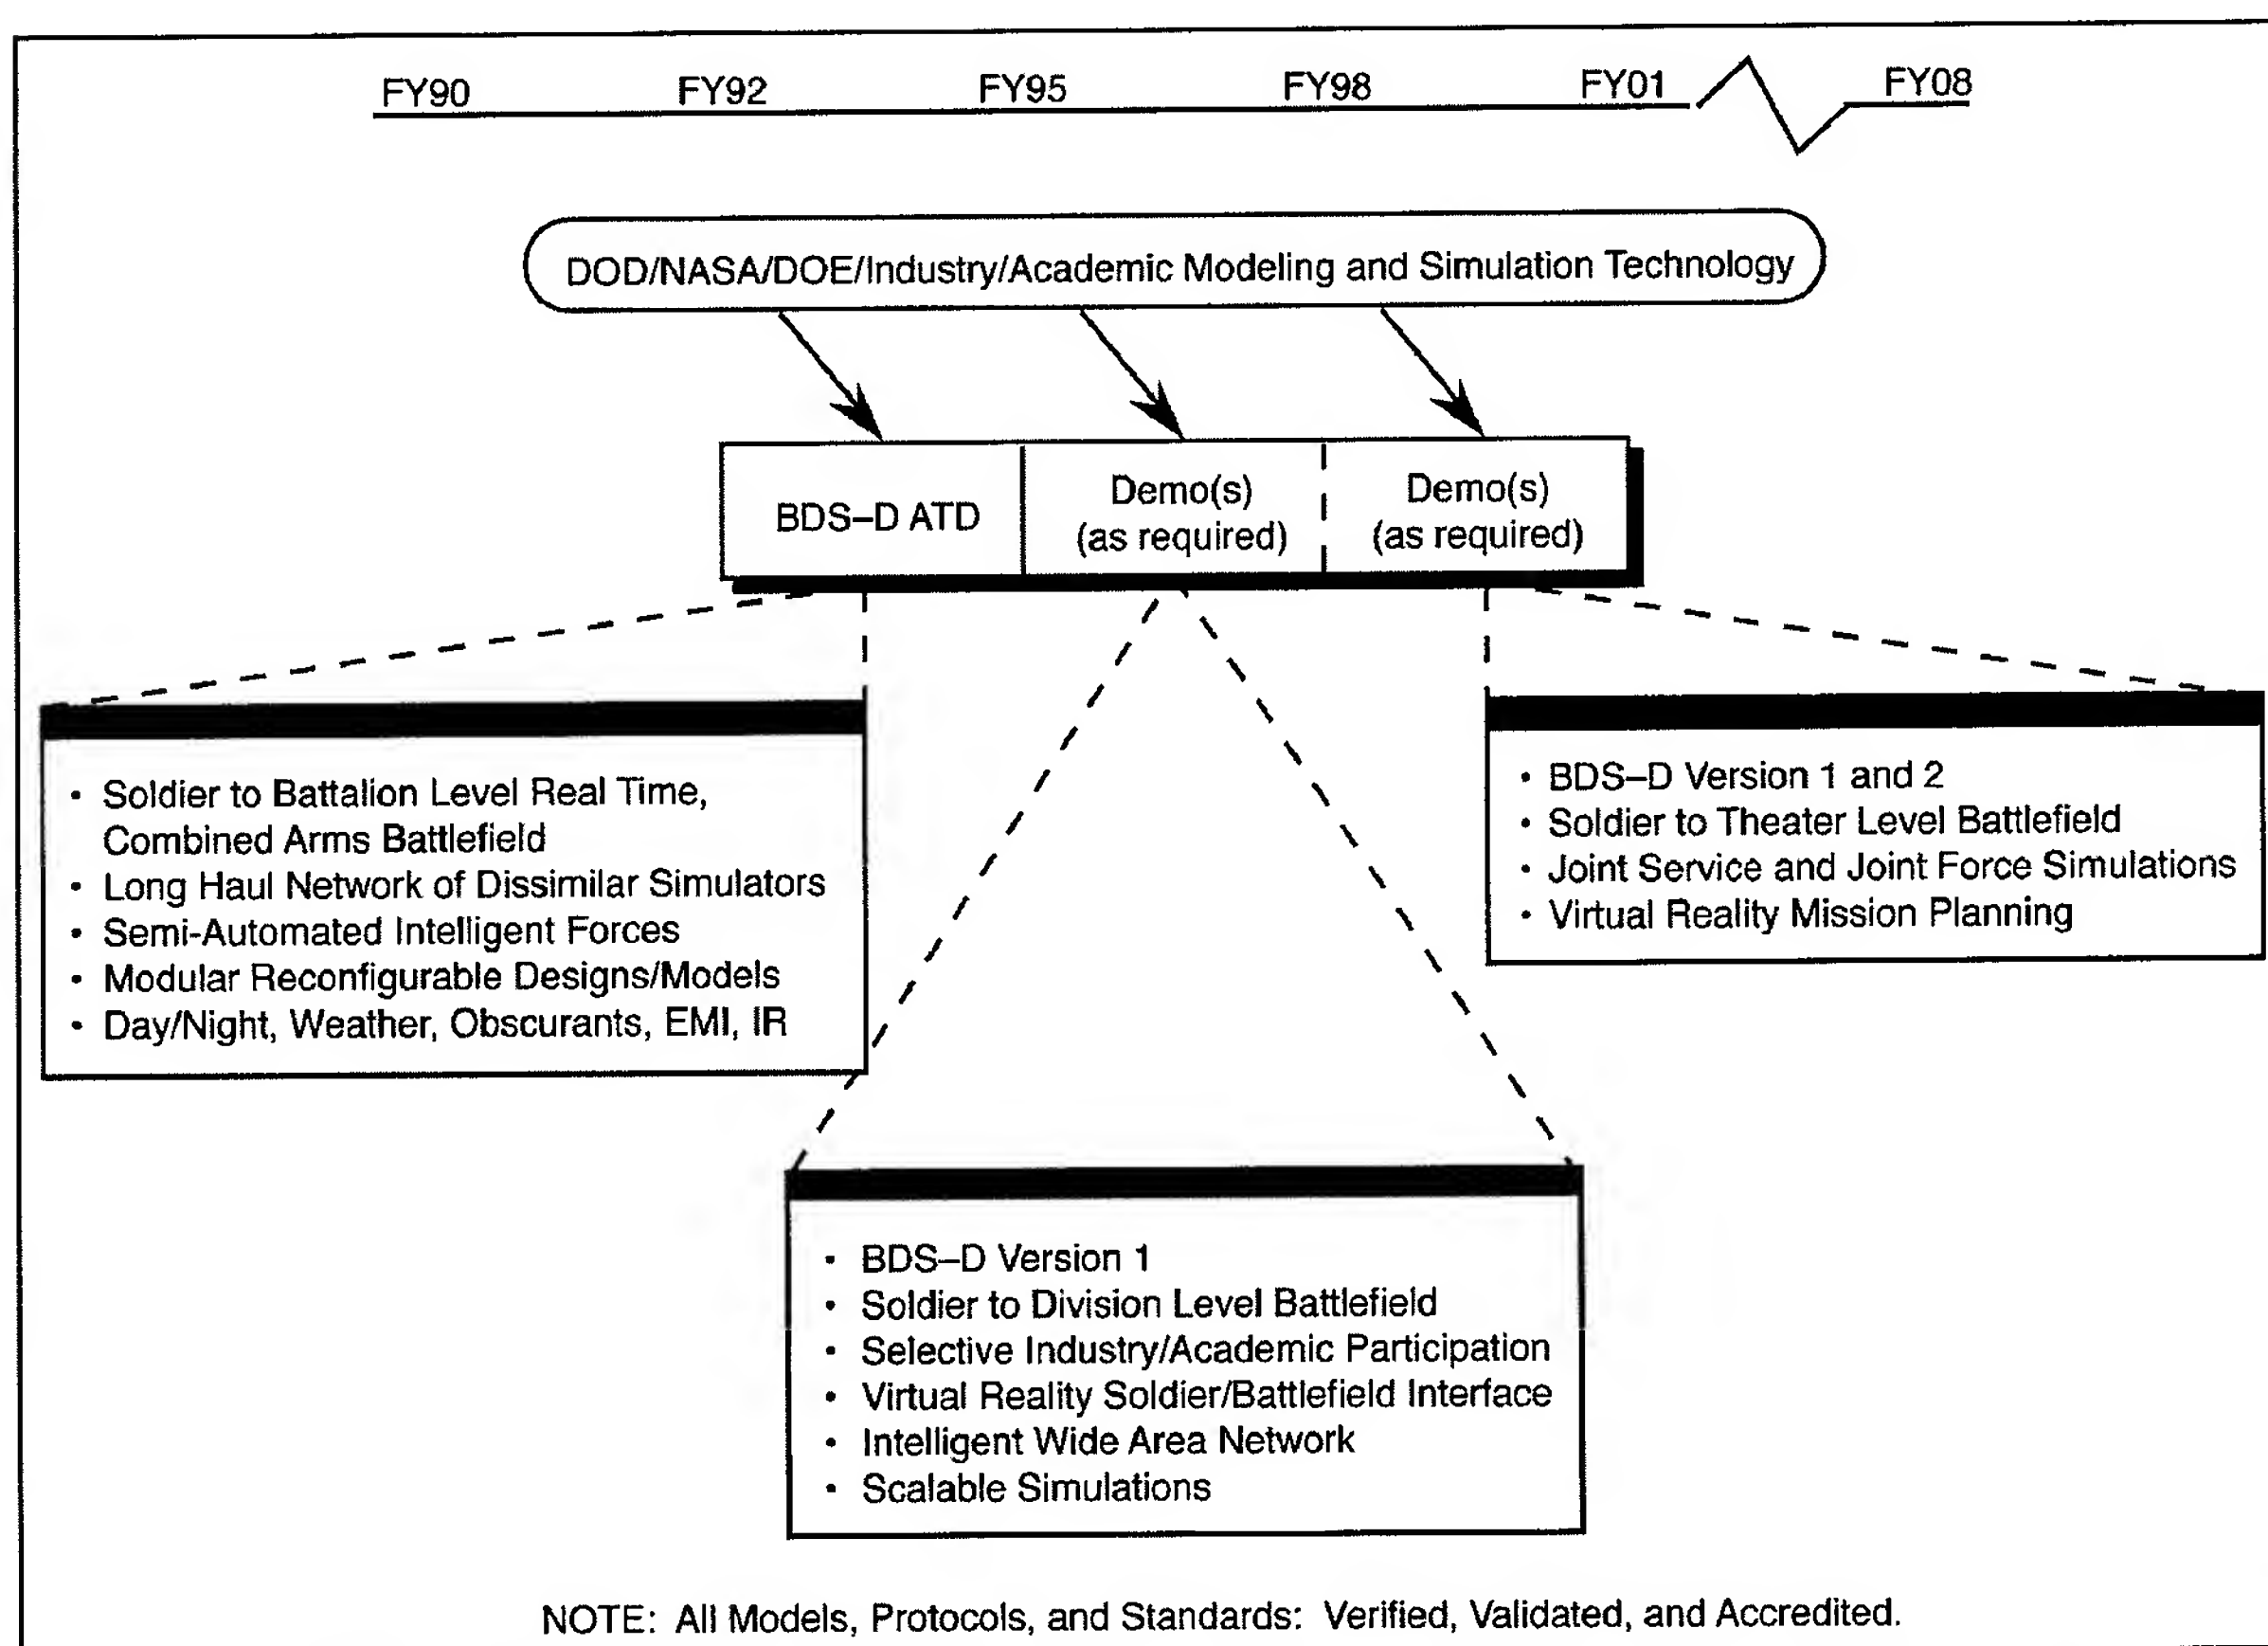 FY90 FY92 FY95 FY98 FY01 FY08
DOD/NASA/DOE/Industry/Academic Modeling and Simulation Technology
BDS–D ATD
Demo(s)
(as required)
Demo(s)
(as required)
• Soldier to Battalion Level Real Time,
Combined Arms Battlefield
• Long Haul Network of Dissimilar Simulators
• Semi-Automated Intelligent Forces
• Modular Reconfigurable Designs/Models
• Day/Night, Weather, Obscurants, EMI, IR
• BDS–D Version 1 and 2
• Soldier to Theater Level Battlefield
• Joint Service and Joint Force Simulations
• Virtual Reality Mission Planning
• BDS–D Version 1
• Soldier to Division Level Battlefield
• Selective Industry/Academic Participation
• Virtual Reality Soldier/Battlefield Interface
• Intelligent Wide Area Network
• Scalable Simulations
NOTE: All Models, Protocols, and Standards: Verified, Validated, and Accredited.